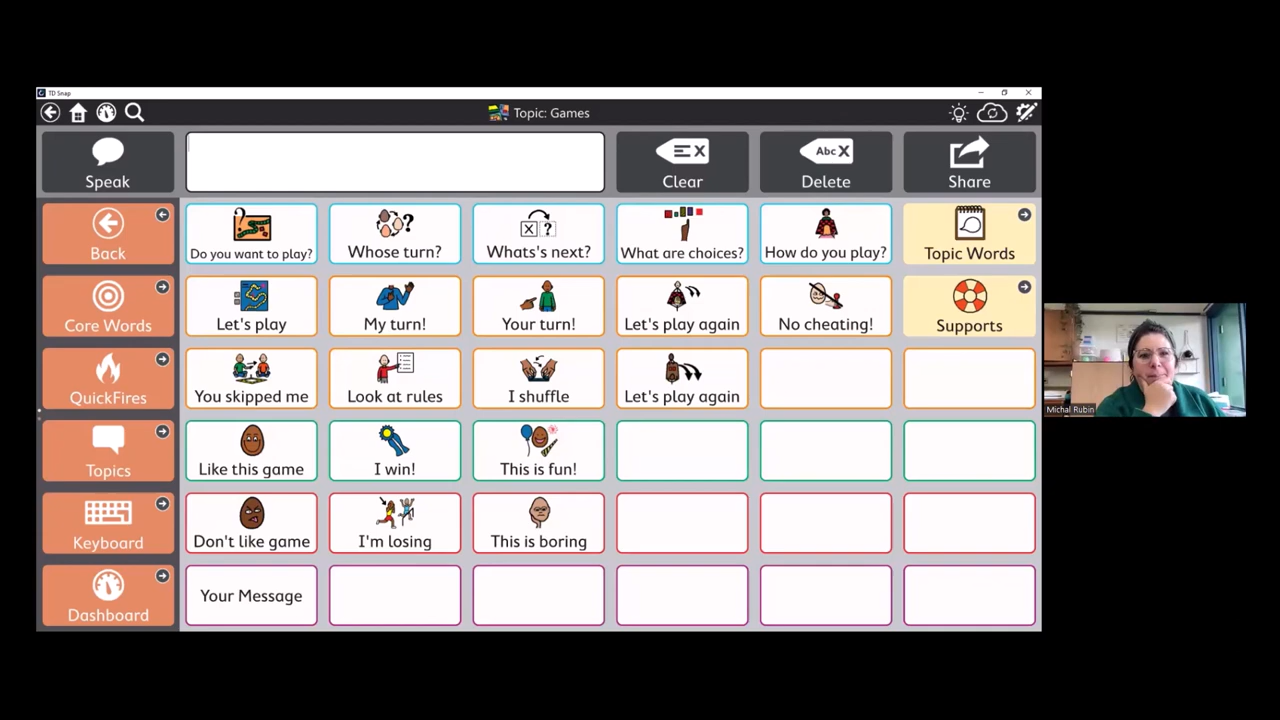 TD Snap
Topic: Games
Speak
Clear
Abc X
Delete
Share
Back
Do you want to play?
Whose turn?
Whats's next?
What are choices?
How do you play?
Topic Words
Core Words
Let's play
My turn!
Your turn!
Let's play again
No cheating!
Supports
QuickFires
You skipped me
Look at rules
I shuffle
Let's play again
Topics
Like this game
I win!
This is fun!
Keyboard
Don't like game
I'm losing
This is boring
Dashboard
Your Message
Michal Rubin